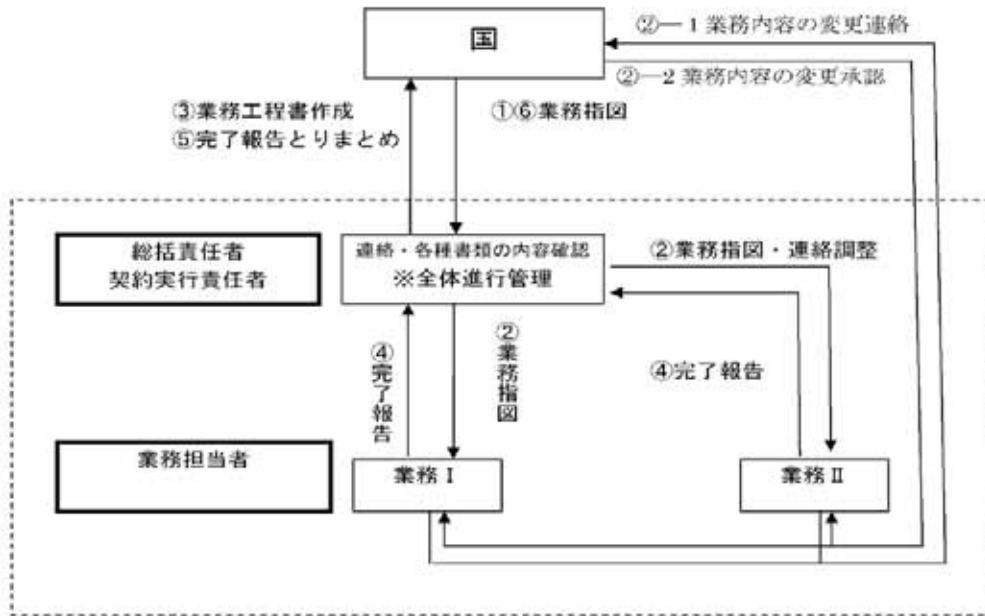 国
②―1 業務内容の変更連絡
②―2 業務内容の変更承認
③業務工程書作成
⑤完了報告とりまとめ
①⑥業務指図
総括責任者
契約実行責任者
連絡・各種書類の内容確認
※全体進行管理
②業務指図・連絡調整
④完了報告
②業務指図
④完了報告
業務担当者
業務Ⅰ
業務Ⅱ